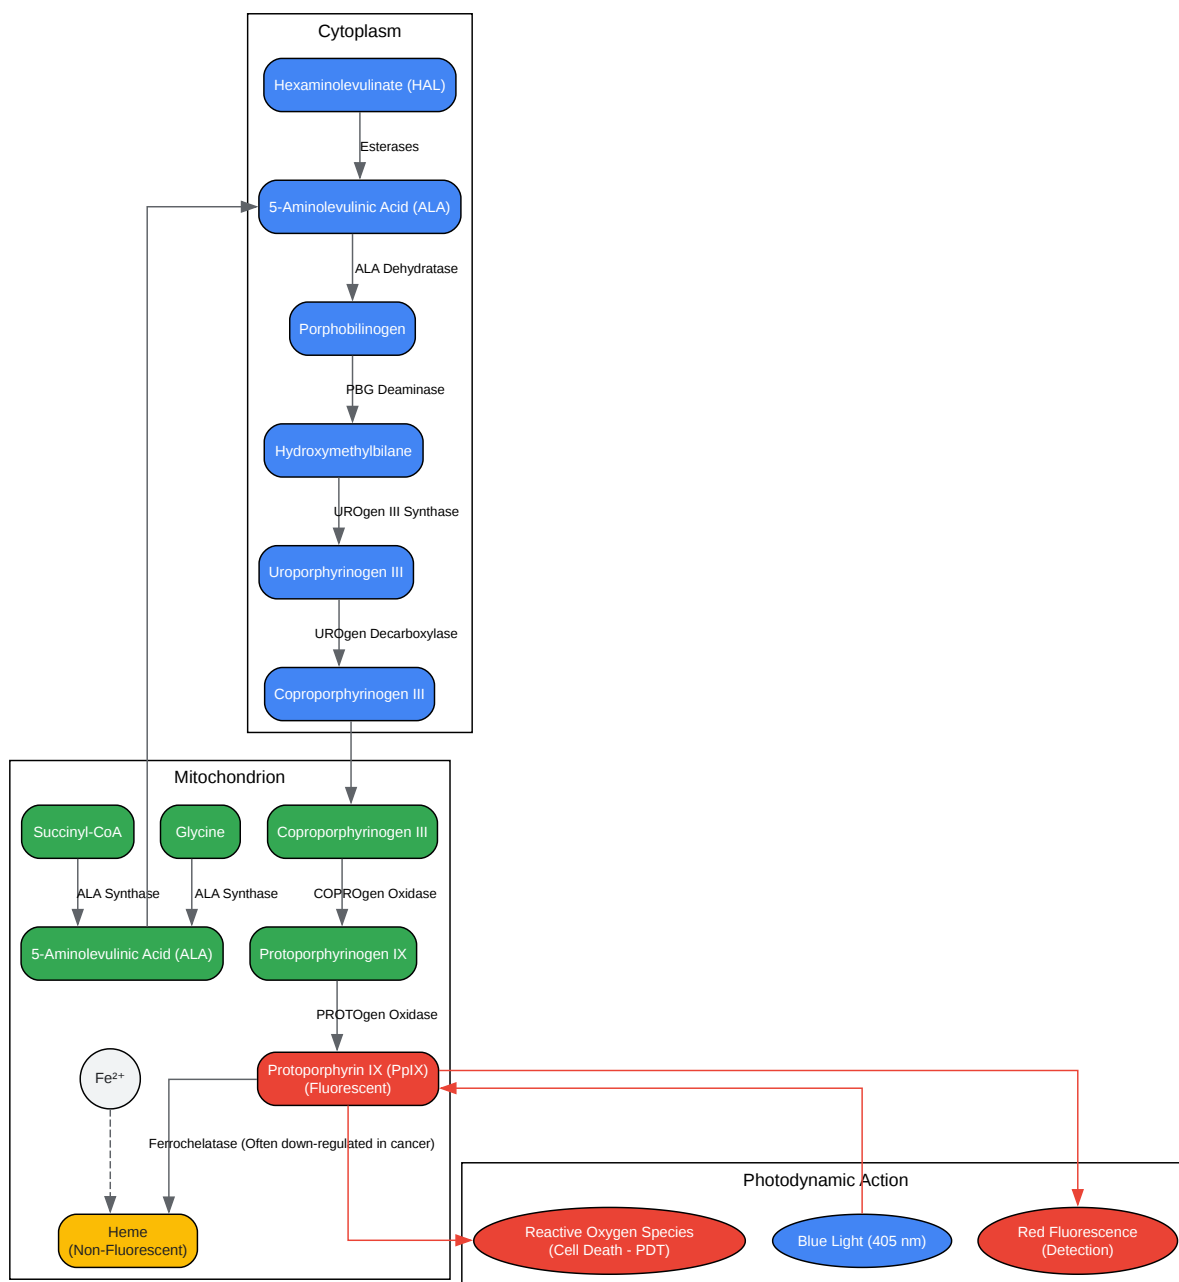 Cytoplasm
Hexaminolevulinate (HAL)
Esterases
5-Aminolevulinic Acid (ALA)
ALA Dehydratase
Porphobilinogen
PBG Deaminase
Hydroxymethylbilane
UROgen III Synthase
Uroporphyrinogen III
UROgen Decarboxylase
Coproporphyrinogen III
Mitochondrion
Succinyl-CoA
Glycine
Coproporphyrinogen III
ALA Synthase
ALA Synthase
COPROgen Oxidase
5-Aminolevulinic Acid (ALA)
Protoporphyrinogen IX
PROTOgen Oxidase
Fe²⁺
Protoporphyrin IX (PpIX)
(Fluorescent)
Ferrochelatase (Often down-regulated in cancer)
Heme
(Non-Fluorescent)
Photodynamic Action
Reactive Oxygen Species
(Cell Death - PDT)
Blue Light (405 nm)
Red Fluorescence
(Detection)